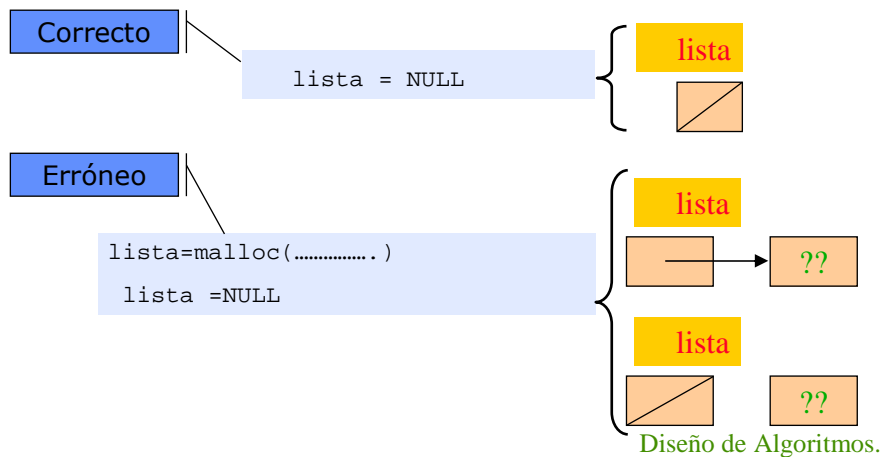 Correcto
lista = NULL
lista
Erróneo
lista=malloc(…………….)
lista =NULL
lista
??
lista
??
Diseño de Algoritmos.